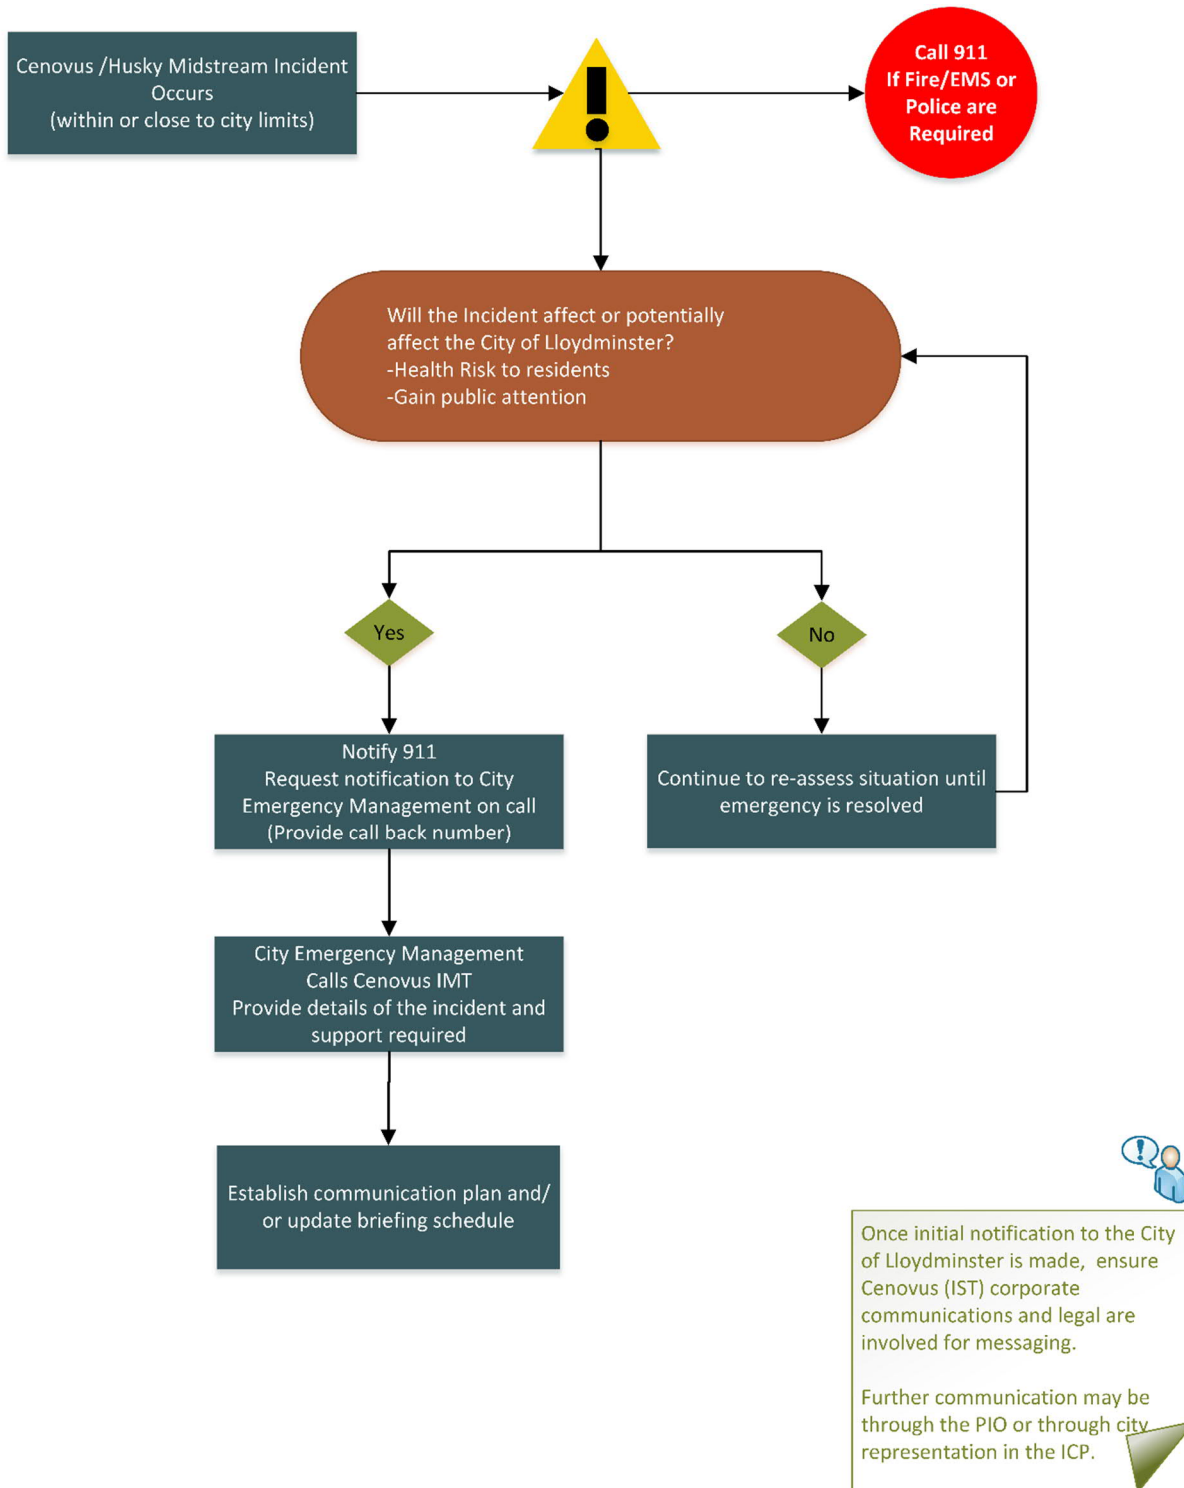 Cenovus /Husky Midstream Incident
Occurs
(within or close to city limits)
!
Call 911
If Fire/EMS or
Police are
Required
Will the Incident affect or potentially
affect the City of Lloydminster?
-Health Risk to residents
-Gain public attention
Yes
No
Notify 911
Request notification to City
Emergency Management on call
(Provide call back number)
Continue to re-assess situation until
emergency is resolved
City Emergency Management
Calls Cenovus IMT
Provide details of the incident and
support required
Establish communication plan and/
or update briefing schedule
!
Once initial notification to the City
of Lloydminster is made,  ensure
Cenovus (IST) corporate
communications and legal are
involved for messaging.
Further communication may be
through the PIO or through city
representation in the ICP.